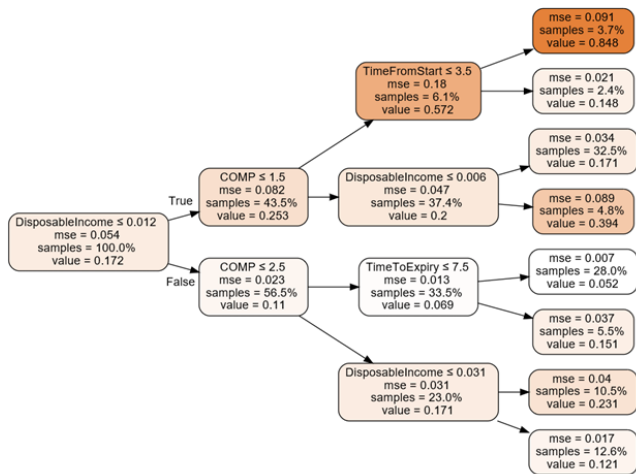 mse = 0.091
samples = 3.7%
value = 0.848
TimeFromStart ≤ 3.5
mse = 0.18
samples = 6.1%
value = 0.572
mse = 0.021
samples = 2.4%
value = 0.148
mse = 0.034
samples = 32.5%
value = 0.171
COMP ≤ 1.5
mse = 0.082
samples = 43.5%
value = 0.253
DisposableIncome ≤ 0.006
mse = 0.047
samples = 37.4%
value = 0.2
True
mse = 0.089
samples = 4.8%
value = 0.394
DisposableIncome ≤ 0.012
mse = 0.054
samples = 100.0%
value = 0.172
False
COMP ≤ 2.5
mse = 0.023
samples = 56.5%
value = 0.11
TimeToExpiry ≤ 7.5
mse = 0.013
samples = 33.5%
value = 0.069
mse = 0.007
samples = 28.0%
value = 0.052
mse = 0.037
samples = 5.5%
value = 0.151
DisposableIncome ≤ 0.031
mse = 0.031
samples = 23.0%
value = 0.171
mse = 0.04
samples = 10.5%
value = 0.231
mse = 0.017
samples = 12.6%
value = 0.121